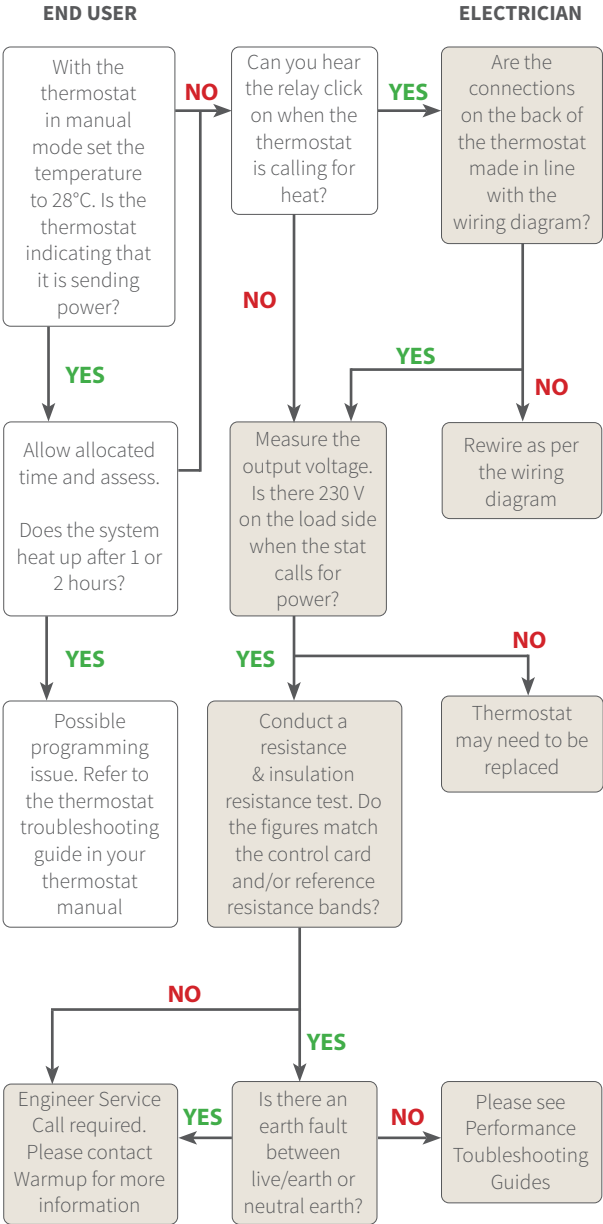 END USER
ELECTRICIAN
With the
thermostat
in manual
mode set the
temperature
to 28°C. Is the
thermostat
indicating that
it is sending
power?
NO
Can you hear
the relay click
on when the
thermostat
is calling for
heat?
YES
Are the
connections
on the back of
the thermostat
made in line
with the
wiring diagram?
YES
NO
YES
NO
Allow allocated
time and assess.
Does the system
heat up after 1 or
2 hours?
Measure the
output voltage.
Is there 230 V
on the load side
when the stat
calls for
power?
Rewire as per
the wiring
diagram
YES
YES
NO
Possible
programming
issue. Refer to
the thermostat
troubleshooting
guide in your
thermostat
manual
Conduct a
resistance
& insulation
resistance test. Do
the figures match
the control card
and/or reference
resistance bands?
Thermostat
may need to be
replaced
NO
YES
Engineer Service
Call required.
Please contact
Warmup for more
information
YES
Is there an
earth fault
between
live/earth or
neutral earth?
NO
Please see
Performance
Toubleshooting
Guides